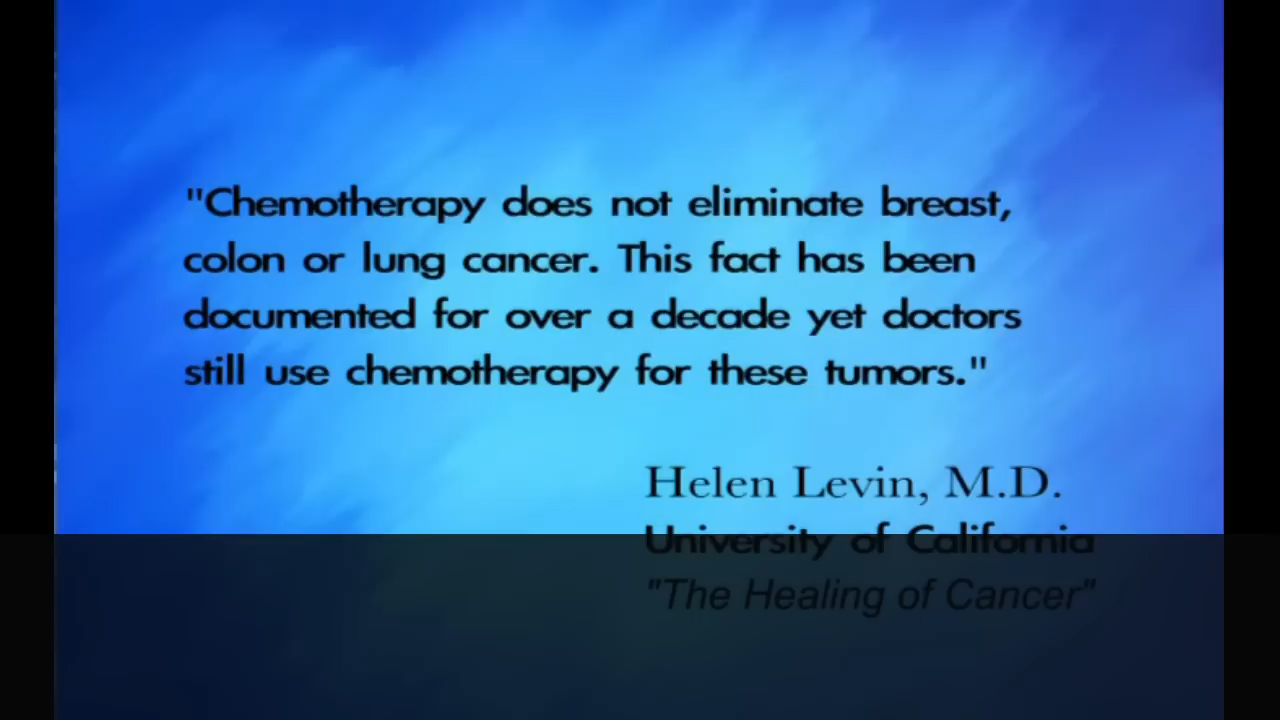 "Chemotherapy does not eliminate breast,
colon or lung cancer. This fact has been
documented for over a decade yet doctors
still use chemotherapy for these tumors."
Helen Levin, M.D.
University of California
"The Healing of Cancer"